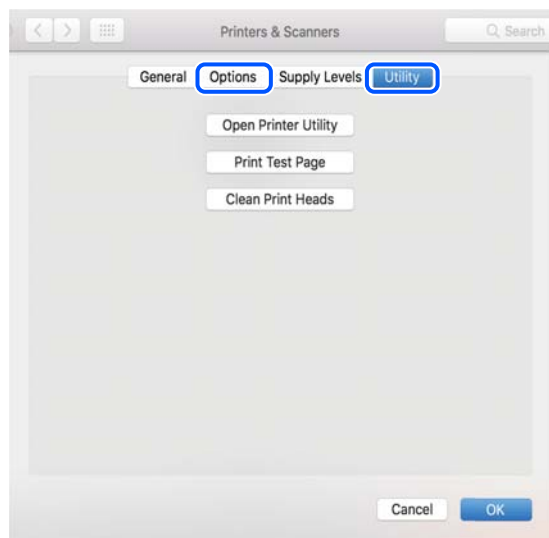 Printers & Scanners Search
General Options Supply Levels Utility
Open Printer Utility
Print Test Page
Clean Print Heads
Cancel OK